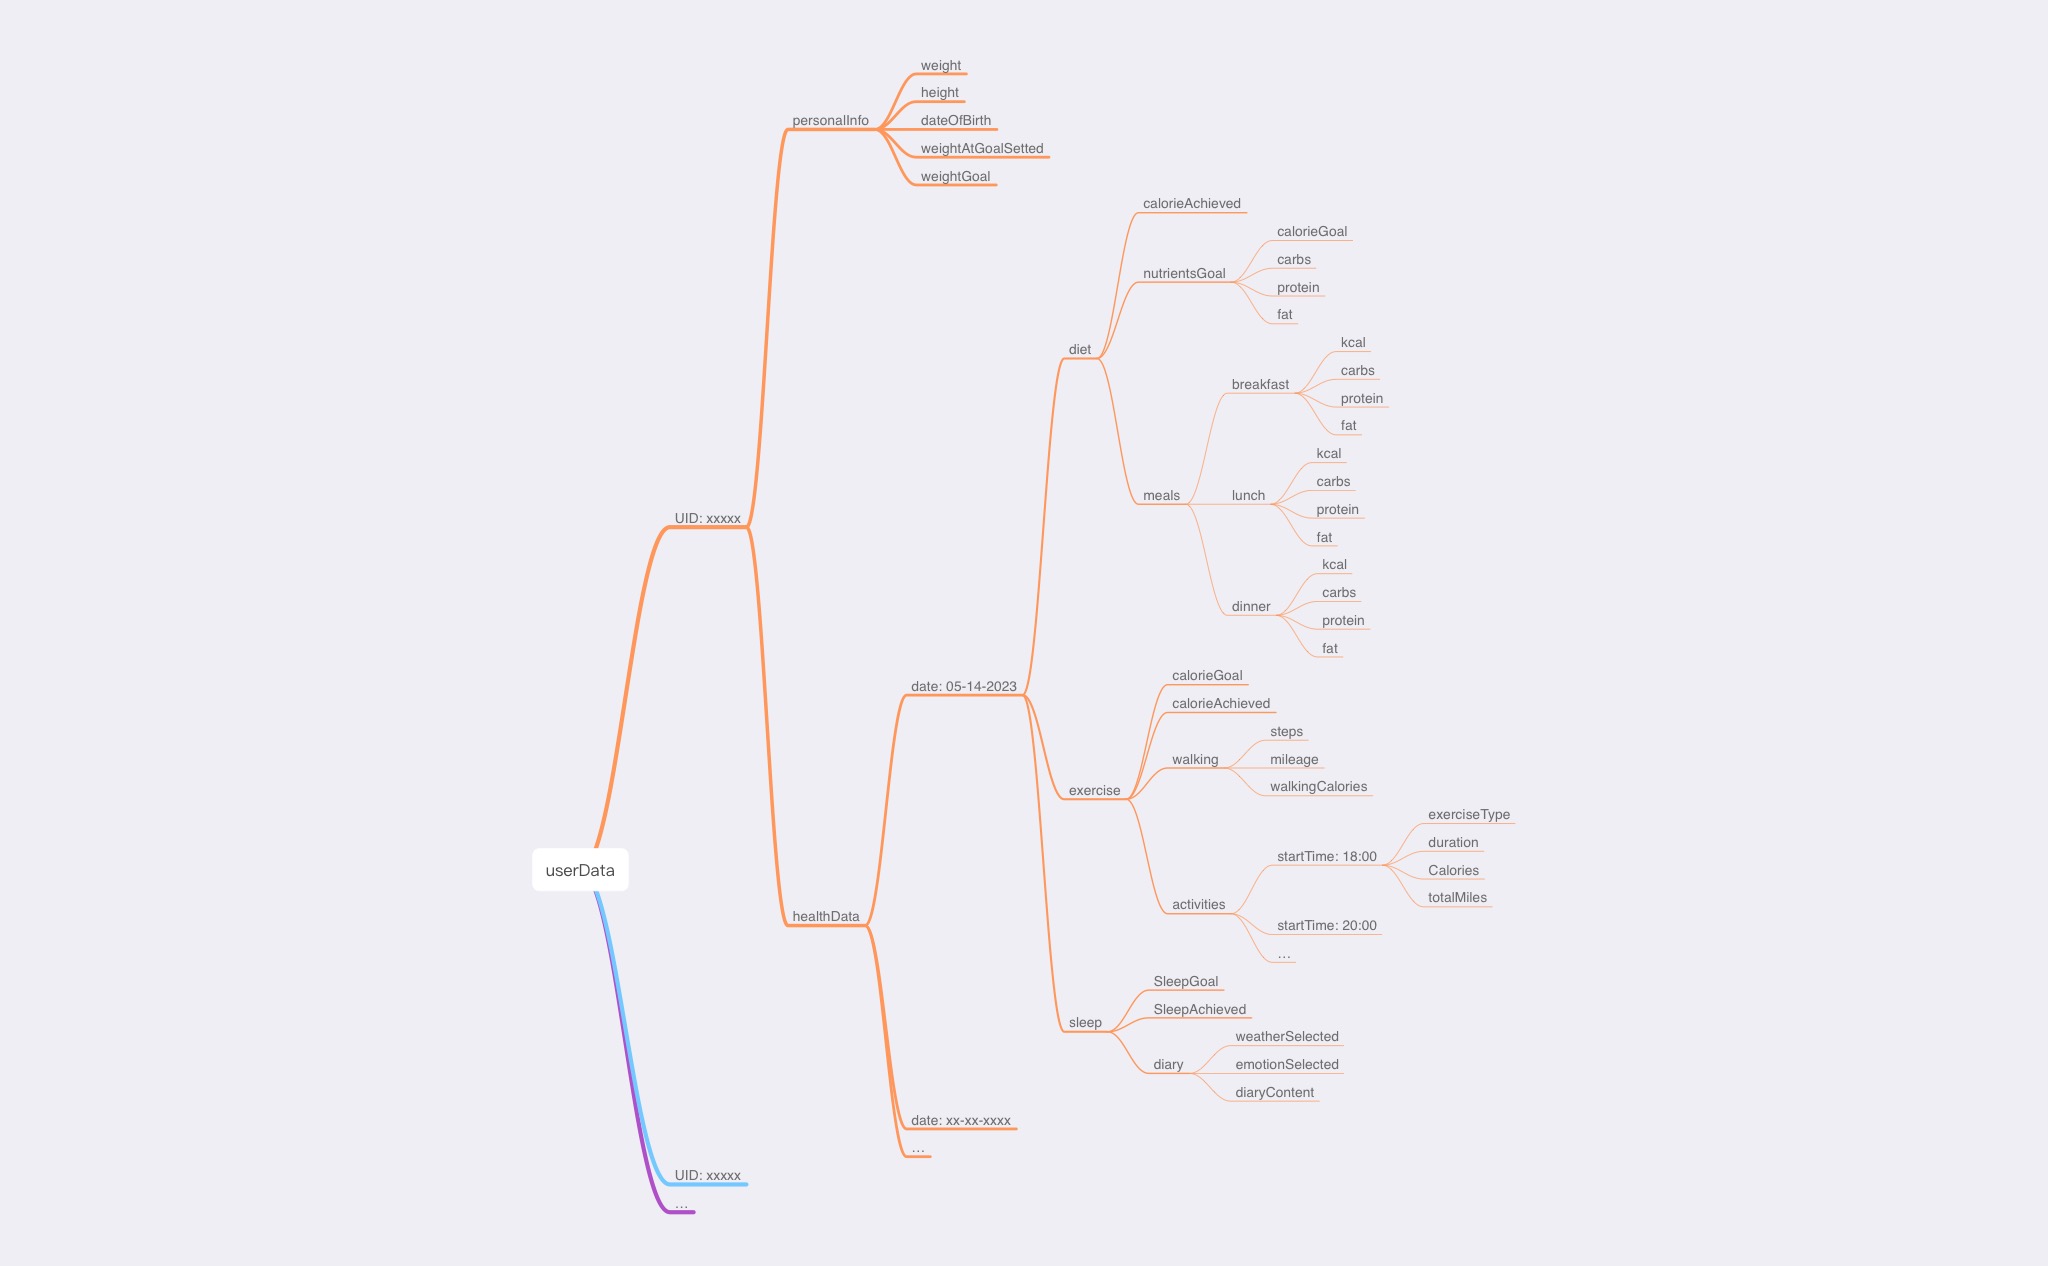 userData
UID: xxxxx
personalInfo
weight
height
dateOfBirth
weightAtGoalSetted
weightGoal
healthData
date: 05-14-2023
diet
calorieAchieved
nutrientsGoal
calorieGoal
carbs
protein
fat
meals
breakfast
kcal
carbs
protein
fat
lunch
kcal
carbs
protein
fat
dinner
kcal
carbs
protein
fat
exercise
calorieGoal
calorieAchieved
walking
steps
mileage
walkingCalories
activities
startTime: 18:00
exerciseType
duration
Calories
totalMiles
startTime: 20:00
...
sleep
SleepGoal
SleepAchieved
diary
weatherSelected
emotionSelected
diaryContent
date: xx-xx-xxxx
...
UID: xxxxx
...